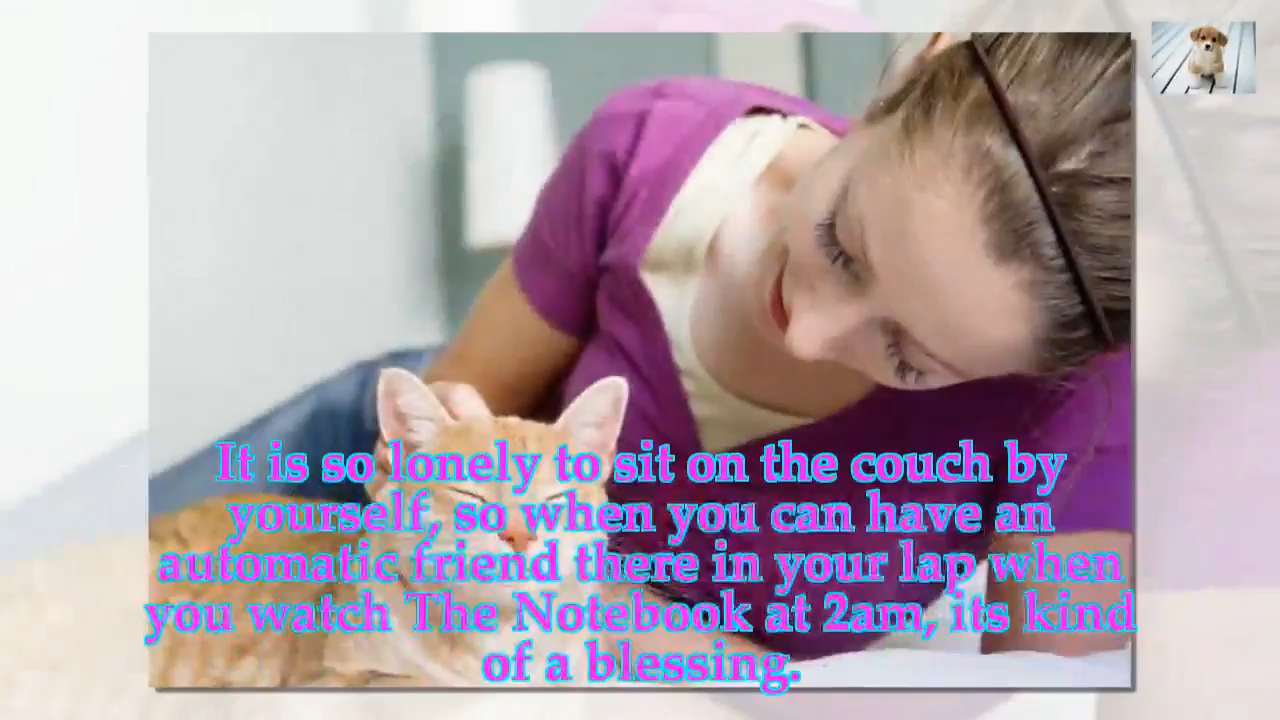 It is so lonely to sit on the couch by
yourself, so when you can have an
automatic friend there in your lap when
you watch The Notebook at 2am, its kind
of a blessing.